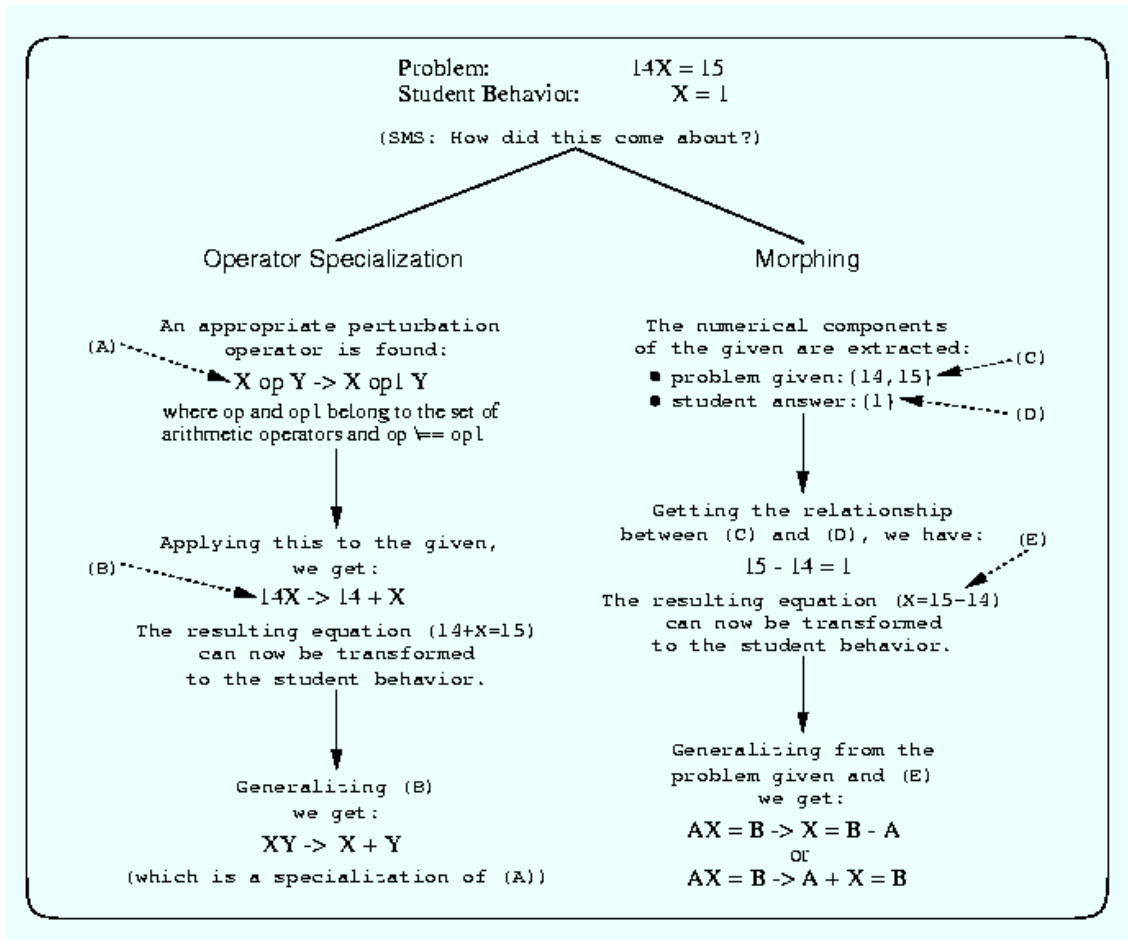 Problem: 14X = 15
Student Behavior: X = 1
(SMS: How did this come about?)
Operator Specialization
An appropriate perturbation
operator is found:
(A)
X op Y -> X op1 Y
where op and op1 belong to the set of
arithmetic operators and op \== op1
Applying this to the given,
we get:
(B)
14X -> 14 + X
The resulting equation (14+X=15)
can now be transformed
to the student behavior.
Generalizing (B)
we get:
XY -> X + Y
(which is a specialization of (A))
Morphing
The numerical components
of the given are extracted:
(C)
• problem given:{14,15}
• student answer:{1}
(D)
Getting the relationship
between (C) and (D), we have:
(E)
15 - 14 = 1
The resulting equation (X=15-14)
can now be transformed
to the student behavior.
Generalizing from the
problem given and (E)
we get:
AX = B -> X = B - A
or
AX = B -> A + X = B